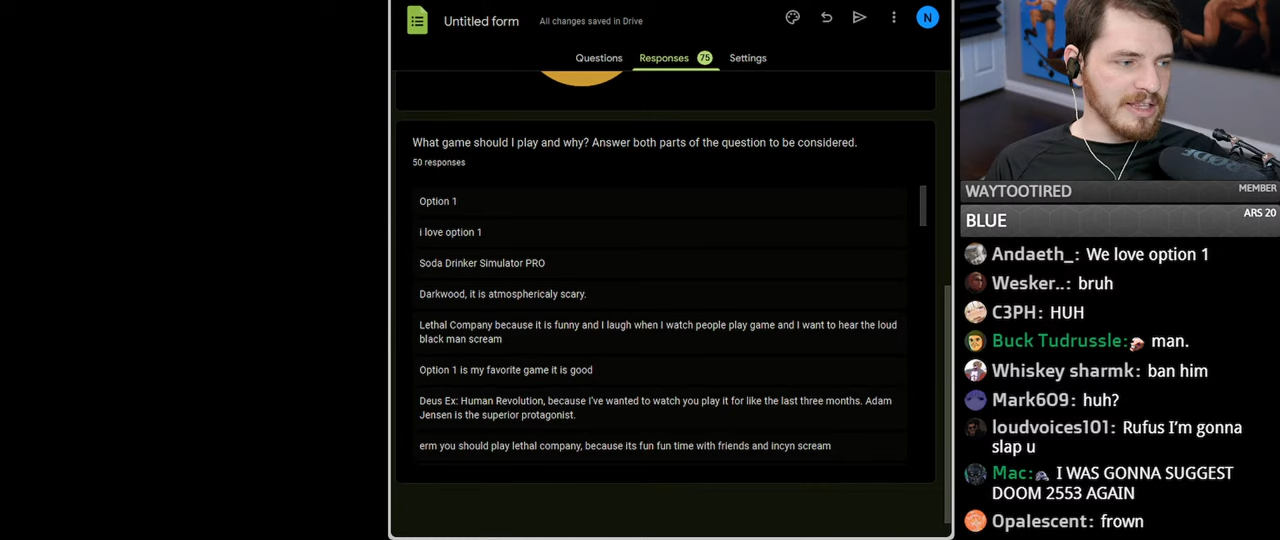 Untitled form
All changes saved in Drive
N
Questions
Responses 75
Settings
What game should I play and why? Answer both parts of the question to be considered.
50 responses
Option 1
i love option 1
Soda Drinker Simulator PRO
Darkwood, it is atmosphericaly scary.
Lethal Company because it is funny and I laugh when I watch people play game and I want to hear the loud
black man scream
Option 1 is my favorite game it is good
Deus Ex: Human Revolution, because I've wanted to watch you play it for like the last three months. Adam
Jensen is the superior protagonist.
erm you should play lethal company, because its fun fun time with friends and incyn scream
RODE
WAYTOOTIRED MEMBER
BLUE ARS 20
Andaeth_: We love option 1
Wesker..: bruh
C3PH: HUH
Buck Tudrussle: man.
Whiskey sharmk: ban him
Mark609: huh?
loudvoices101: Rufus I'm gonna
slap u
Mac: I WAS GONNA SUGGEST
DOOM 2553 AGAIN
Opalescent: frown